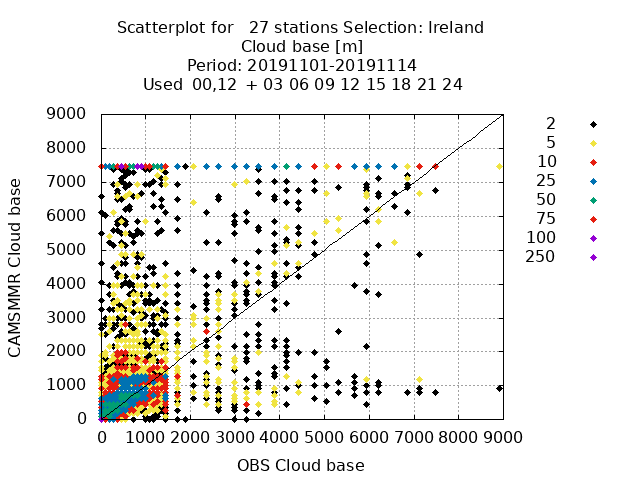 Scatterplot for   27 stations Selection: Ireland
Cloud base [m]
Period: 20191101-20191114
Used  00,12  + 03 06 09 12 15 18 21 24
9000
8000
7000
6000
5000
4000
3000
2000
1000
0
CAMSMMR Cloud base
0 1000 2000 3000 4000 5000 6000 7000 8000 9000
OBS Cloud base
2
5
10
25
50
75
100
250